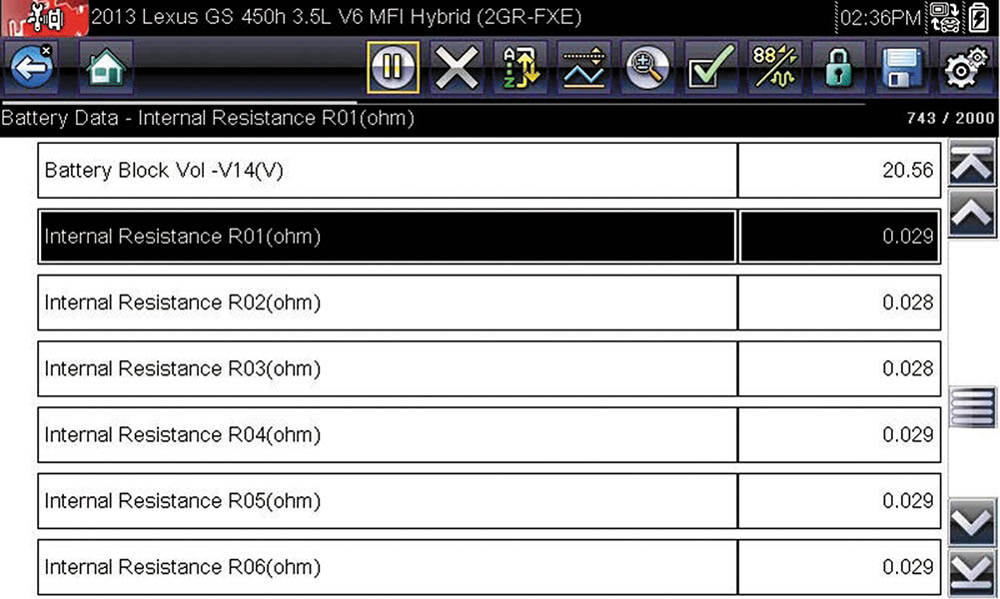 2013 Lexus GS 450h 3.5L V6 MFI Hybrid (2GR-FXE) 02:36PM
A Z 88
Battery Data - Internal Resistance R01(ohm) 743 / 2000
Battery Block Vol -V14(V) 20.56
Internal Resistance R01(ohm) 0.029
Internal Resistance R02(ohm) 0.028
Internal Resistance R03(ohm) 0.028
Internal Resistance R04(ohm) 0.029
Internal Resistance R05(ohm) 0.029
Internal Resistance R06(ohm) 0.029